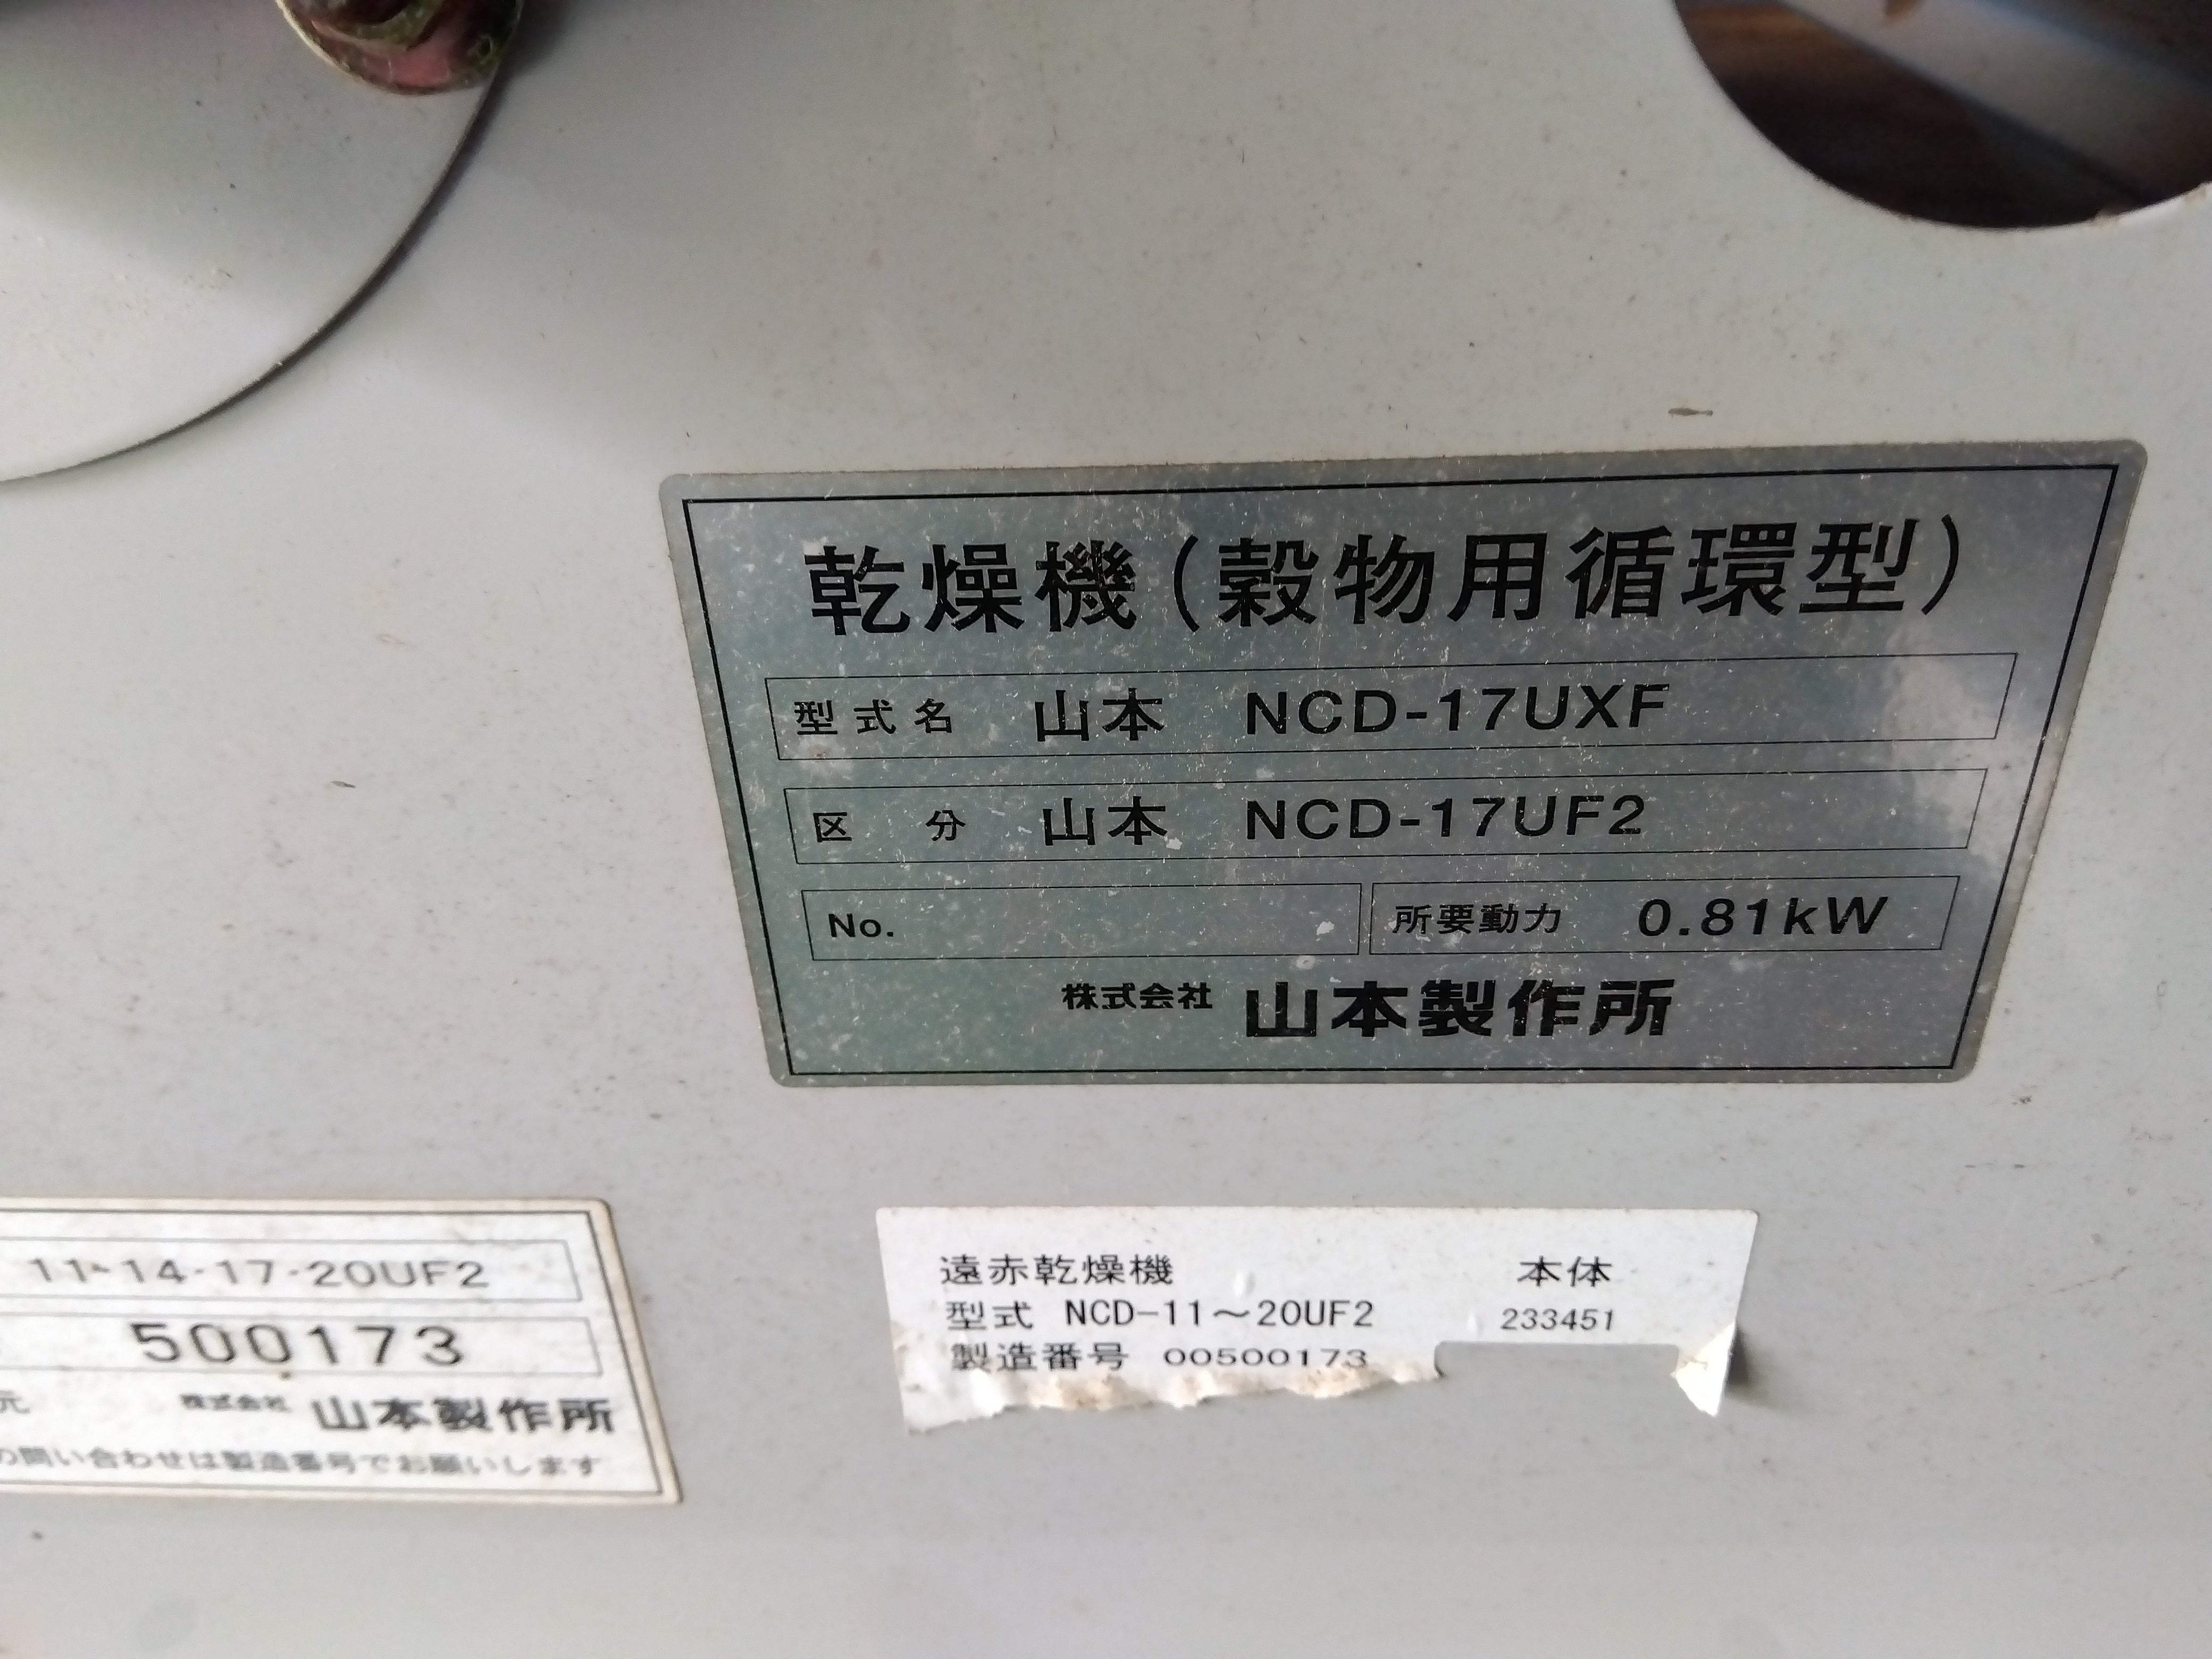 乾燥機(穀物用循環型)
型式名 山本 NCD-17UXF
区分 山本 NCD-17UF2
No. 所要動力 0.81kW
株式会社 山本製作所
11・14・17・20UF2
500173
元 株式会社 山本製作所
の問い合わせは製造番号でお願いします
遠赤乾燥機 本体
型式 NCD-11～20UF2 233451
製造番号 00500173